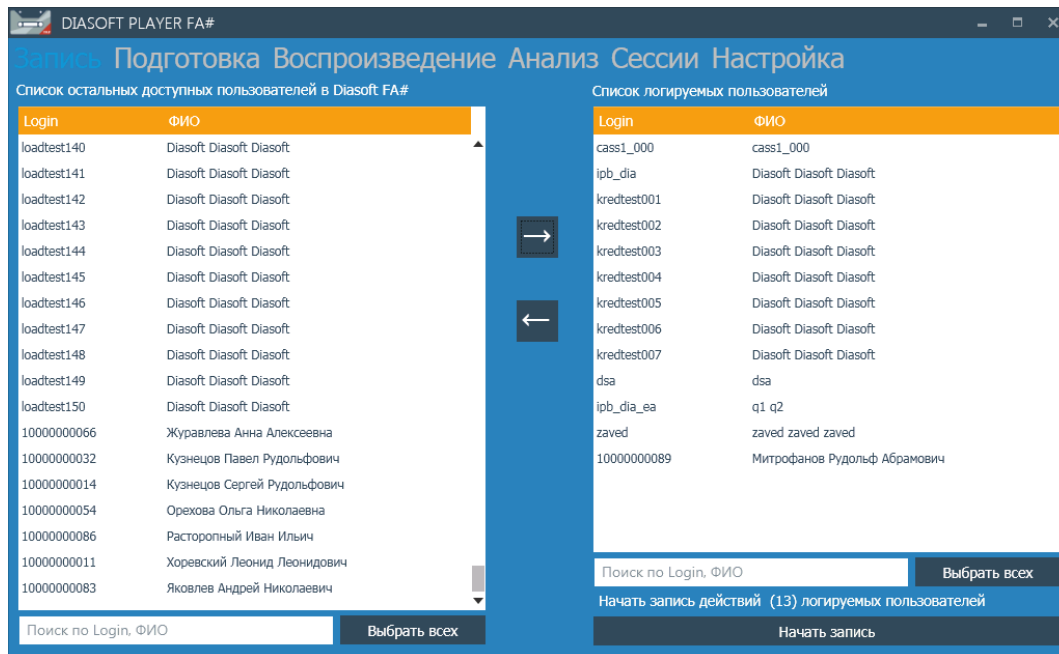 DIASOFT PLAYER FA#
Запись Подготовка Воспроизведение Анализ Сессии Настройка
Список остальных доступных пользователей в Diasoft FA#
Login ФИО
loadtest140 Diasoft Diasoft Diasoft
loadtest141 Diasoft Diasoft Diasoft
loadtest142 Diasoft Diasoft Diasoft
loadtest143 Diasoft Diasoft Diasoft
loadtest144 Diasoft Diasoft Diasoft
loadtest145 Diasoft Diasoft Diasoft
loadtest146 Diasoft Diasoft Diasoft
loadtest147 Diasoft Diasoft Diasoft
loadtest148 Diasoft Diasoft Diasoft
loadtest149 Diasoft Diasoft Diasoft
loadtest150 Diasoft Diasoft Diasoft
10000000066 Журавлева Анна Алексеевна
10000000032 Кузнецов Павел Рудольфович
10000000014 Кузнецов Сергей Рудольфович
10000000054 Орехова Ольга Николаевна
10000000086 Расторопный Иван Ильич
10000000011 Хоревский Леонид Леонидович
10000000083 Яковлев Андрей Николаевич
Поиск по Login, ФИО Выбрать всех
Список логируемых пользователей
Login ФИО
cass1_000 cass1_000
ipb_dia Diasoft Diasoft Diasoft
kredtest001 Diasoft Diasoft Diasoft
kredtest002 Diasoft Diasoft Diasoft
kredtest003 Diasoft Diasoft Diasoft
kredtest004 Diasoft Diasoft Diasoft
kredtest005 Diasoft Diasoft Diasoft
kredtest006 Diasoft Diasoft Diasoft
kredtest007 Diasoft Diasoft Diasoft
dsa dsa
ipb_dia_ea q1 q2
zaved zaved zaved zaved
10000000089 Митрофанов Рудольф Абрамович
Поиск по Login, ФИО Выбрать всех
Начать запись действий (13) логируемых пользователей
Начать запись